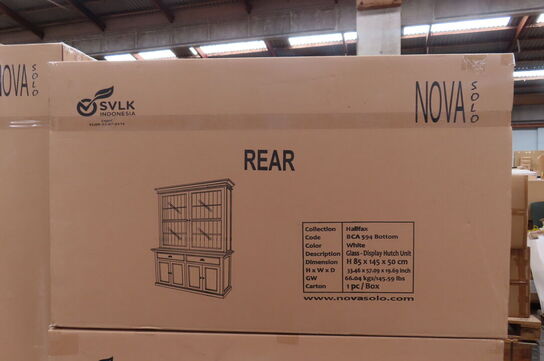 NOVA
SOLO
SVLK
INDONESIA
NOVA
SOLO
REAR
Collection Halifax
Code BCA 594 Bottom
Color White
Description Glass - Display Hutch Unit
Dimension H 85 x 145 x 50 cm
H x W x D 33.46 x 57.09 x 19.69 inch
GW 66.04 kgs/145.59 lbs
Carton 1 pc / Box
www.novasolo.com